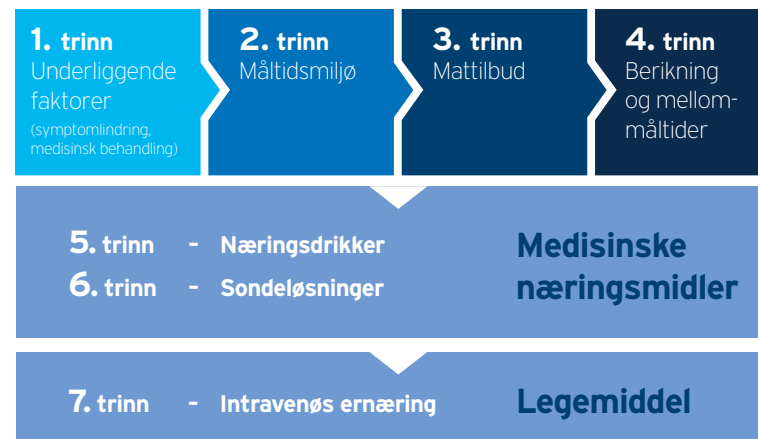 1. trinn
Underliggende
faktorer
(symptomlindring,
medisinsk behandling)
2. trinn
Måltidsmiljø
3. trinn
Mattilbud
4. trinn
Berikning
og mellom-
måltider
5. trinn - Næringsdrikker
6. trinn - Sondeløsninger
Medisinske
næringsmidler
7. trinn - Intravenøs ernæring
Legemiddel